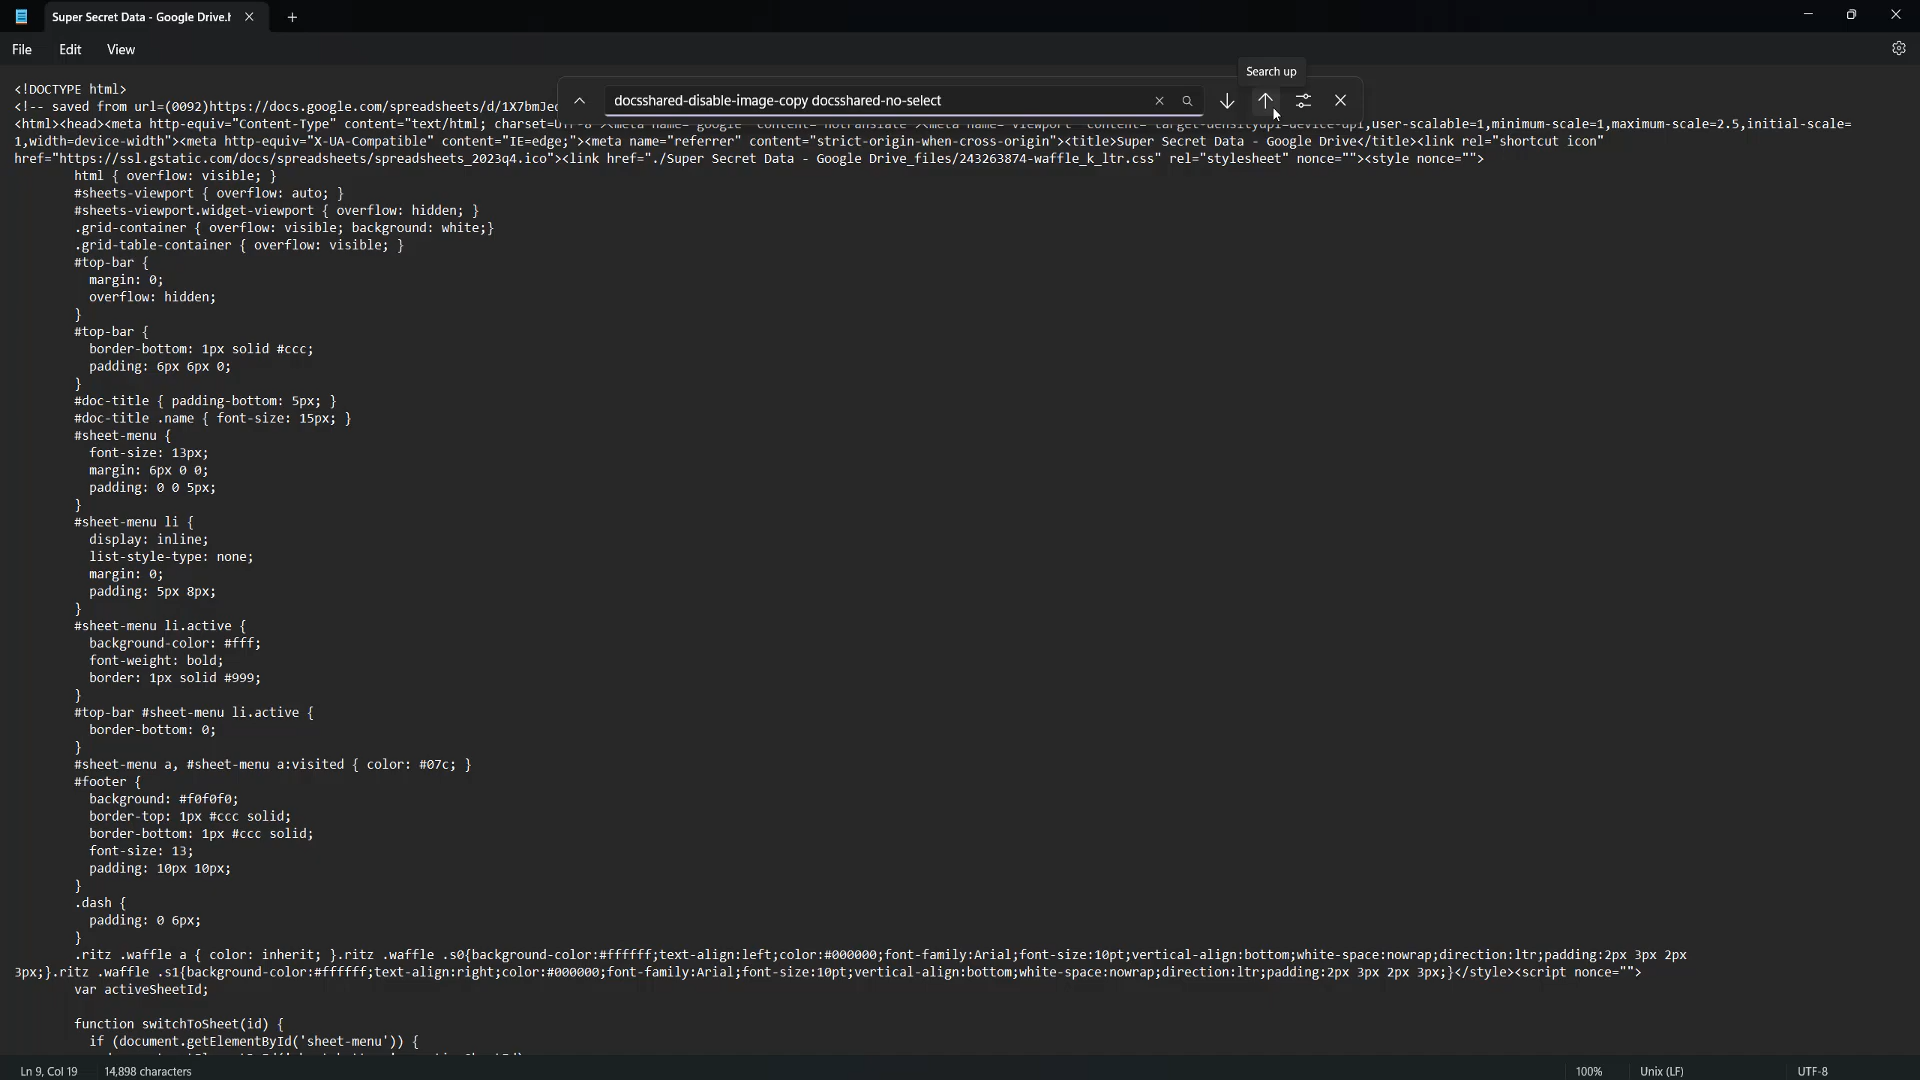 Super Secret Data - Google Drive.h
File Edit View
Search up
docsshared-disable-image-copy docsshared-no-select
<!DOCTYPE html>
<!-- saved from url=(0092)https://docs.google.com/spreadsheets/d/1X7bmJed
<html><head><meta http-equiv="Content-Type" content="text/html; charset=UTF-8"><meta name="google" content="notranslate"><meta name="viewport" content="target-densitydpi=device-dpi,user-scalable=1,minimum-scale=1,maximum-scale=2.5,initial-scale=
1,width=device-width"><meta http-equiv="X-UA-Compatible" content="IE=edge;"><meta name="referrer" content="strict-origin-when-cross-origin"><title>Super Secret Data - Google Drive</title><link rel="shortcut icon"
href="https://ssl.gstatic.com/docs/spreadsheets/spreadsheets_2023q4.ico"><link href="./Super Secret Data - Google Drive_files/243263874-waffle_k_ltr.css" rel="stylesheet" nonce=""><style nonce="">
html { overflow: visible; }
#sheets-viewport { overflow: auto; }
#sheets-viewport.widget-viewport { overflow: hidden; }
.grid-container { overflow: visible; background: white;}
.grid-table-container { overflow: visible; }
#top-bar {
margin: 0;
overflow: hidden;
}
#top-bar {
border-bottom: 1px solid #ccc;
padding: 6px 6px 0;
}
#doc-title { padding-bottom: 5px; }
#doc-title .name { font-size: 15px; }
#sheet-menu {
font-size: 13px;
margin: 6px 0 0;
padding: 0 0 5px;
}
#sheet-menu li {
display: inline;
list-style-type: none;
margin: 0;
padding: 5px 8px;
}
#sheet-menu li.active {
background-color: #fff;
font-weight: bold;
border: 1px solid #999;
}
#top-bar #sheet-menu li.active {
border-bottom: 0;
}
#sheet-menu a, #sheet-menu a:visited { color: #07c; }
#footer {
background: #f0f0f0;
border-top: 1px #ccc solid;
border-bottom: 1px #ccc solid;
font-size: 13;
padding: 10px 10px;
}
.dash {
padding: 0 6px;
}
.ritz .waffle a { color: inherit; }.ritz .waffle .s0{background-color:#ffffff;text-align:left;color:#000000;font-family:Arial;font-size:10pt;vertical-align:bottom;white-space:nowrap;direction:ltr;padding:2px 3px 2px
3px;}.ritz .waffle .s1{background-color:#ffffff;text-align:right;color:#000000;font-family:Arial;font-size:10pt;vertical-align:bottom;white-space:nowrap;direction:ltr;padding:2px 3px 2px 3px;}</style><script nonce="">
var activeSheetId;
function switchToSheet(id) {
if (document.getElementById('sheet-menu')) {
Ln 9, Col 19 14,898 characters 100% Unix (LF) UTF-8